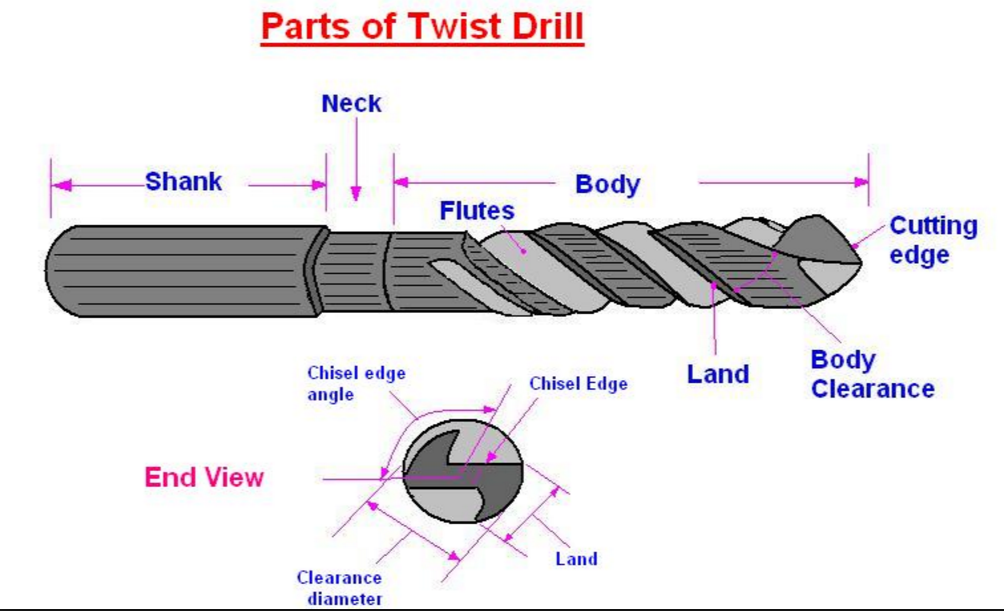 Parts of Twist Drill
Neck
Shank
Body
Flutes
Cutting
edge
Land
Body
Clearance
Chisel edge
angle
Chisel Edge
End View
Land
Clearance
diameter